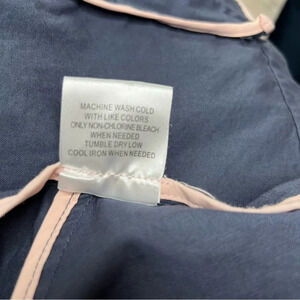 MACHINE WASH COLD
WITH LIKE COLORS
ONLY NON-CHLORINE BLEACH
WHEN NEEDED
TUMBLE DRY LOW
COOL IRON WHEN NEEDED